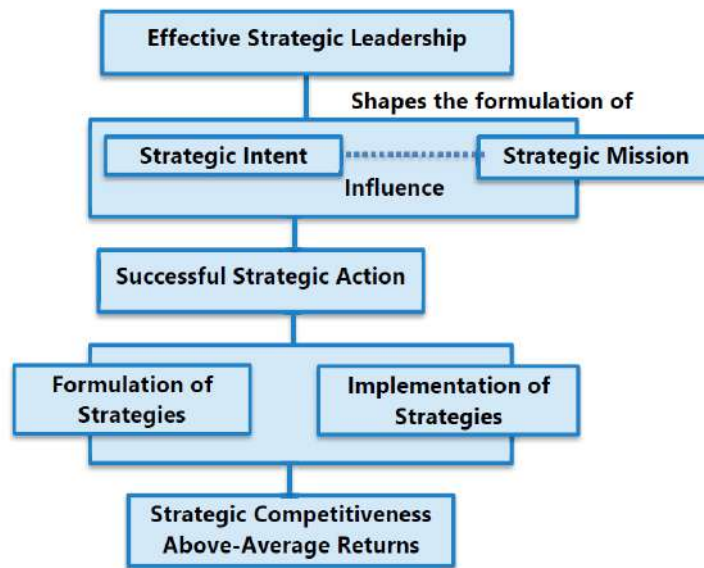 Effective Strategic Leadership
Shapes the formulation of
Strategic Intent
Strategic Mission
Influence
Successful Strategic Action
Formulation of
Strategies
Implementation of
Strategies
Strategic Competitiveness
Above-Average Returns